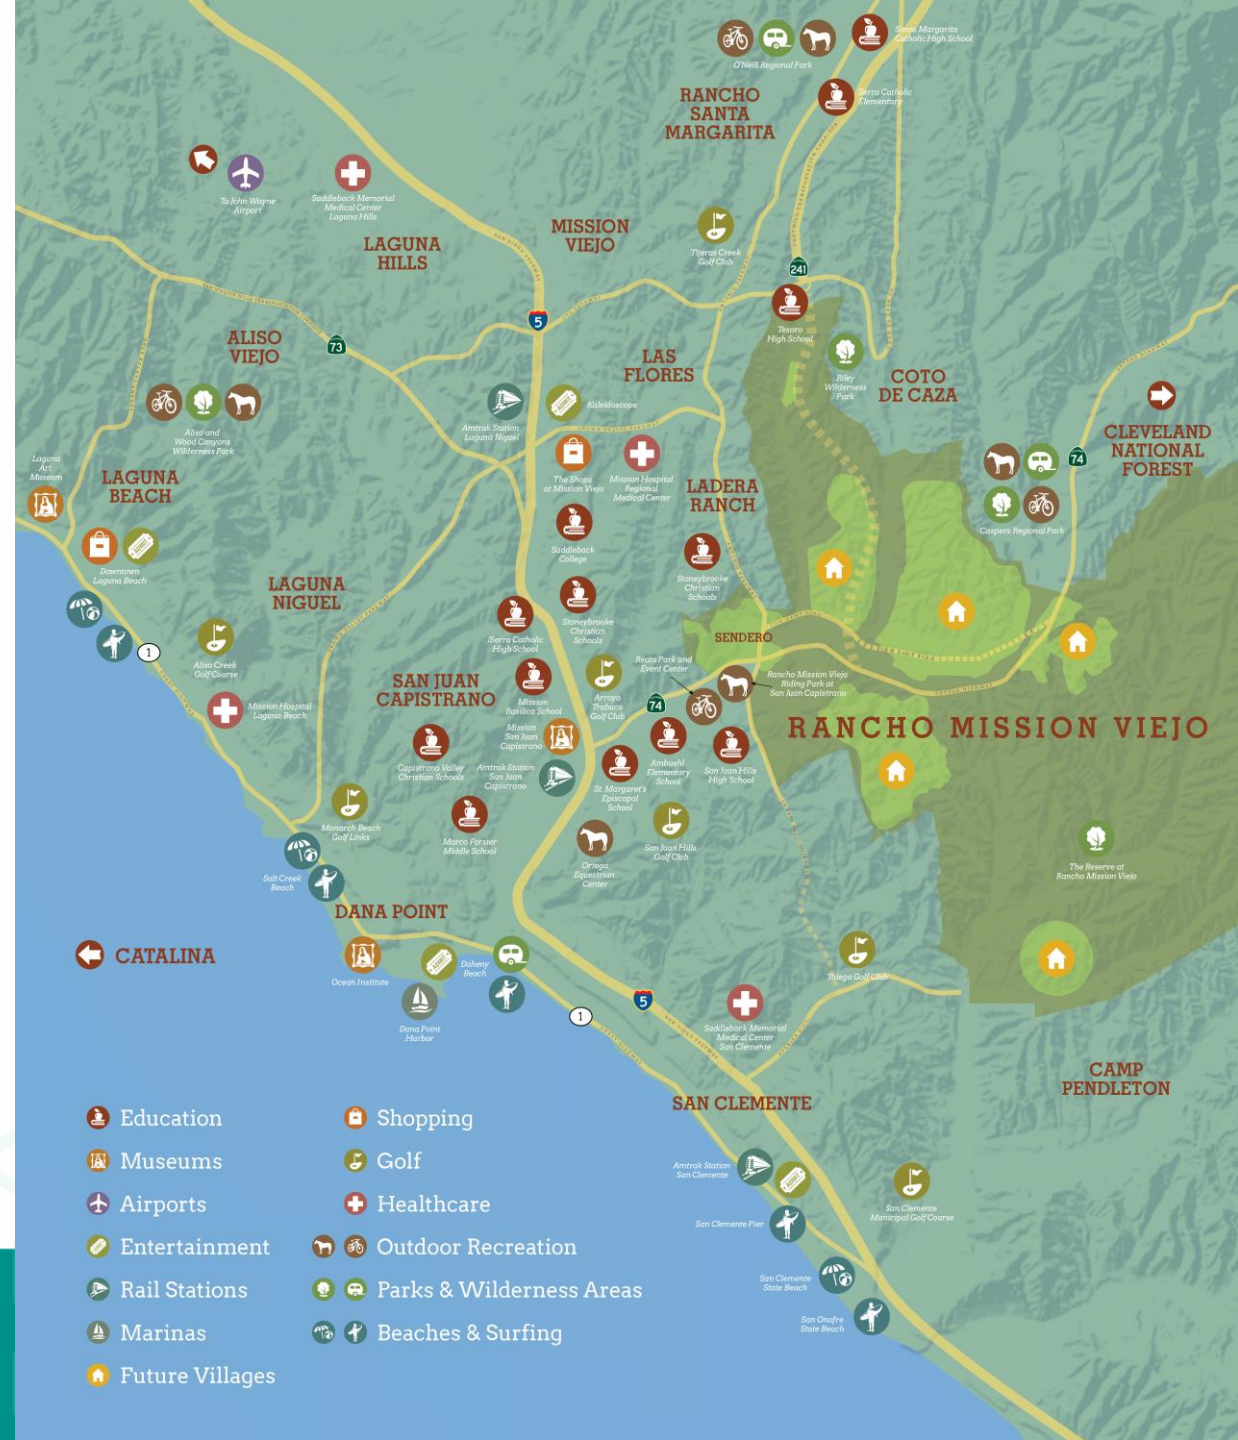 Santa Margarita
Catholic High School
O'Neill Regional Park
RANCHO
SANTA
MARGARITA
Serra Catholic
Elementary
To John Wayne
Airport
Saddleback Memorial
Medical Center
Laguna Hills
LAGUNA
HILLS
MISSION
VIEJO
Tijeras Creek
Golf Club
241
5
73
Tesoro
High School
ALISO
VIEJO
LAS
FLORES
Riley
Wilderness
Park
COTO
DE CAZA
Amtrak Station
Laguna Niguel
Kaleidoscope
CLEVELAND
NATIONAL
FOREST
74
Aliso and
Wood Canyons
Wilderness Park
Laguna
Art
Museum
LAGUNA
BEACH
The Shops
at Mission Viejo
Mission Hospital
Regional
Medical Center
LADERA
RANCH
Caspers Regional Park
Saddleback
College
Downtown
Laguna Beach
Stoneybrooke
Christian
Schools
LAGUNA
NIGUEL
Stoneybrooke
Christian
Schools
JSerra Catholic
High School
SENDERO
1
Aliso Creek
Golf Course
Reata Park and
Event Center
Rancho Mission Viejo
Riding Park at
San Juan Capistrano
SAN JUAN
CAPISTRANO
Mission
Basilica School
Arroyo
Trabuco
Golf Club
74
Mission Hospital
Laguna Beach
RANCHO MISSION VIEJO
Mission
San Juan
Capistrano
Capistrano Valley
Christian Schools
Amtrak Station
San Juan
Capistrano
Ambuehl
Elementary
School
San Juan Hills
High School
St. Margaret's
Episcopal
School
Monarch Beach
Golf Links
Marco Forster
Middle School
San Juan Hills
Golf Club
Ortega
Equestrian
Center
The Reserve at
Rancho Mission Viejo
Salt Creek
Beach
DANA POINT
CATALINA
Ocean Institute
Doheny
Beach
Talega Golf Club
Dana Point
Harbor
1
5
Saddleback Memorial
Medical Center
San Clemente
CAMP
PENDLETON
SAN CLEMENTE
Education
Shopping
Museums
Golf
Airports
Healthcare
Entertainment
Outdoor Recreation
Rail Stations
Parks & Wilderness Areas
Marinas
Beaches & Surfing
Future Villages
Amtrak Station
San Clemente
San Clemente
Municipal Golf Course
San Clemente Pier
San Clemente
State Beach
San Onofre
State Beach